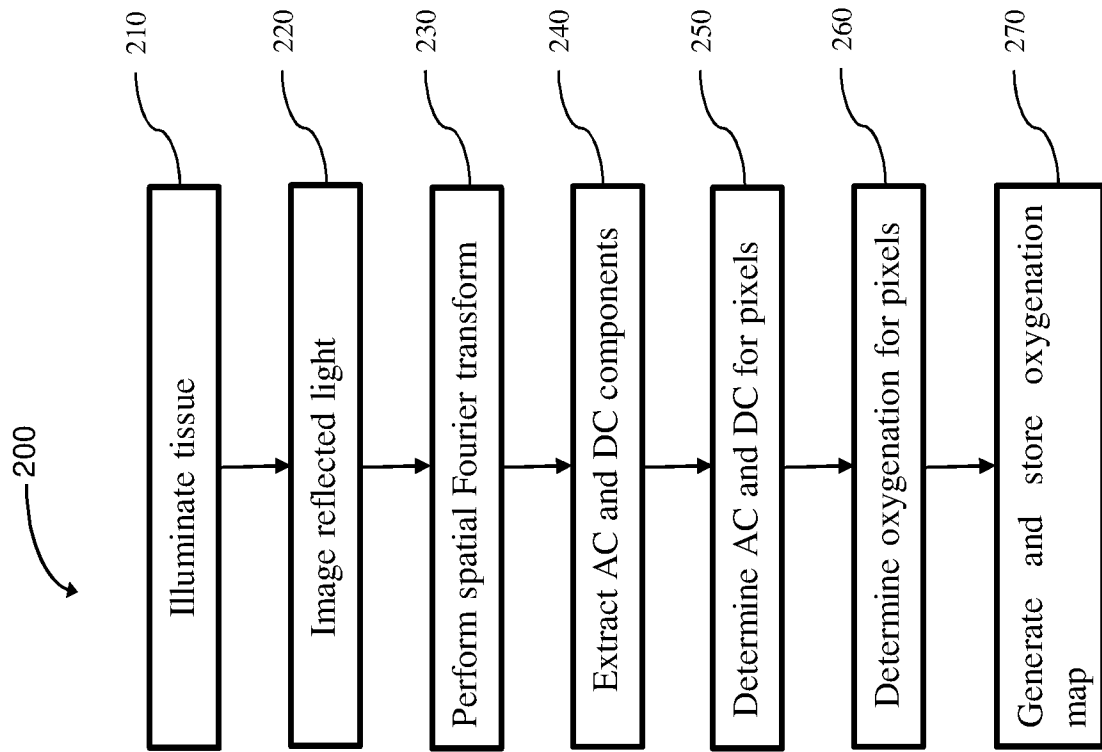 200
Illuminate tissue
210
Image reflected light
220
Perform spatial Fourier transform
230
Extract AC and DC components
240
Determine AC and DC for pixels
250
Determine oxygenation for pixels
260
Generate and store oxygenation
map
270